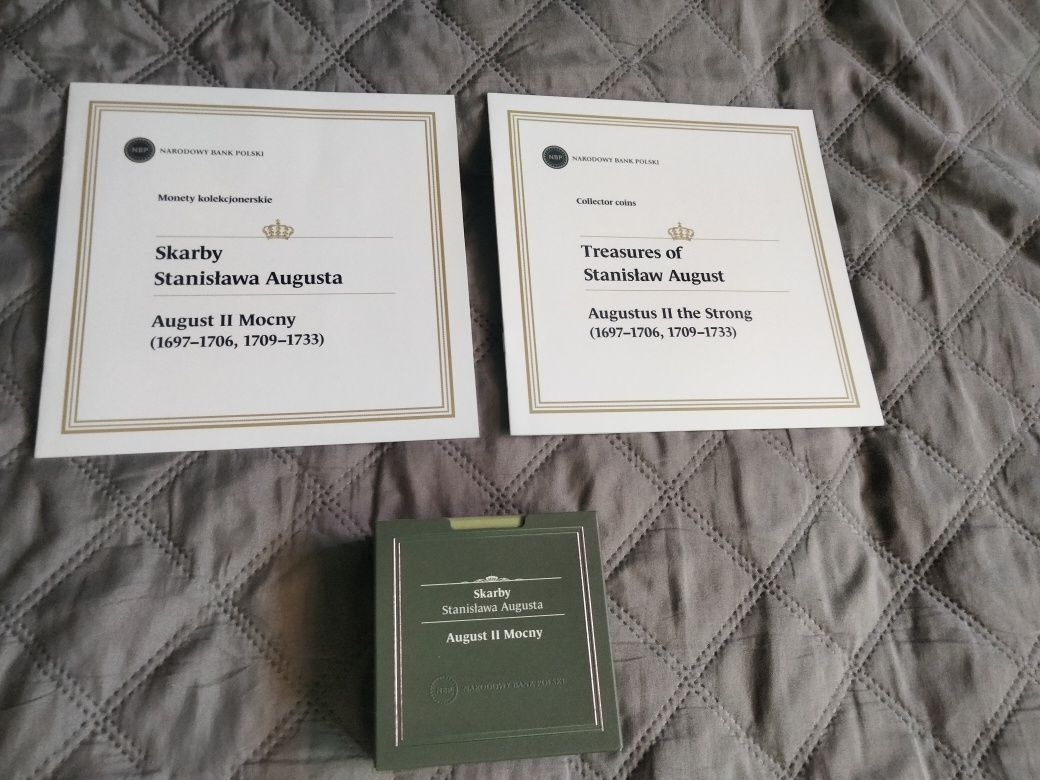 NBP NARODOWY BANK POLSKI
Monety kolekcjonerskie
Skarby
Stanisława Augusta
August II Mocny
(1697–1706, 1709–1733)
NBP NARODOWY BANK POLSKI
Collector coins
Treasures of
Stanisław August
Augustus II the Strong
(1697–1706, 1709–1733)
Skarby
Stanisława Augusta
August II Mocny
NBP NARODOWY BANK POLSKI